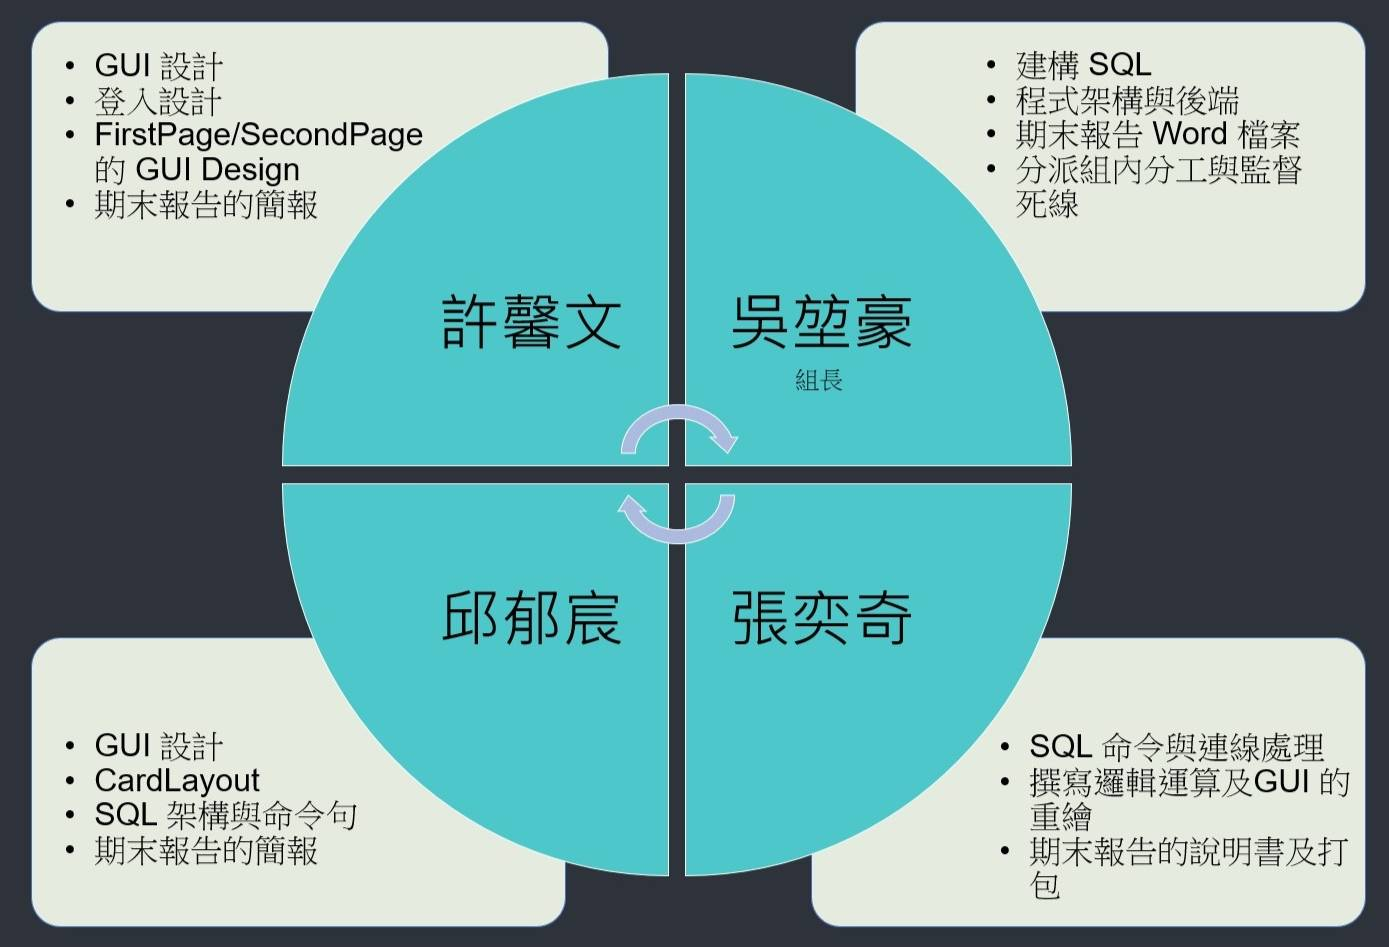 • GUI 設計
• 登入設計
• FirstPage/SecondPage
的 GUI Design
• 期末報告的簡報
• 建構 SQL
• 程式架構與後端
• 期末報告 Word 檔案
• 分派組內分工與監督
死線
許馨文
吳堃豪
組長
邱郁宸
張奕奇
• GUI 設計
• CardLayout
• SQL 架構與命令句
• 期末報告的簡報
• SQL 命令與連線處理
• 撰寫邏輯運算及GUI 的
重繪
• 期末報告的說明書及打
包